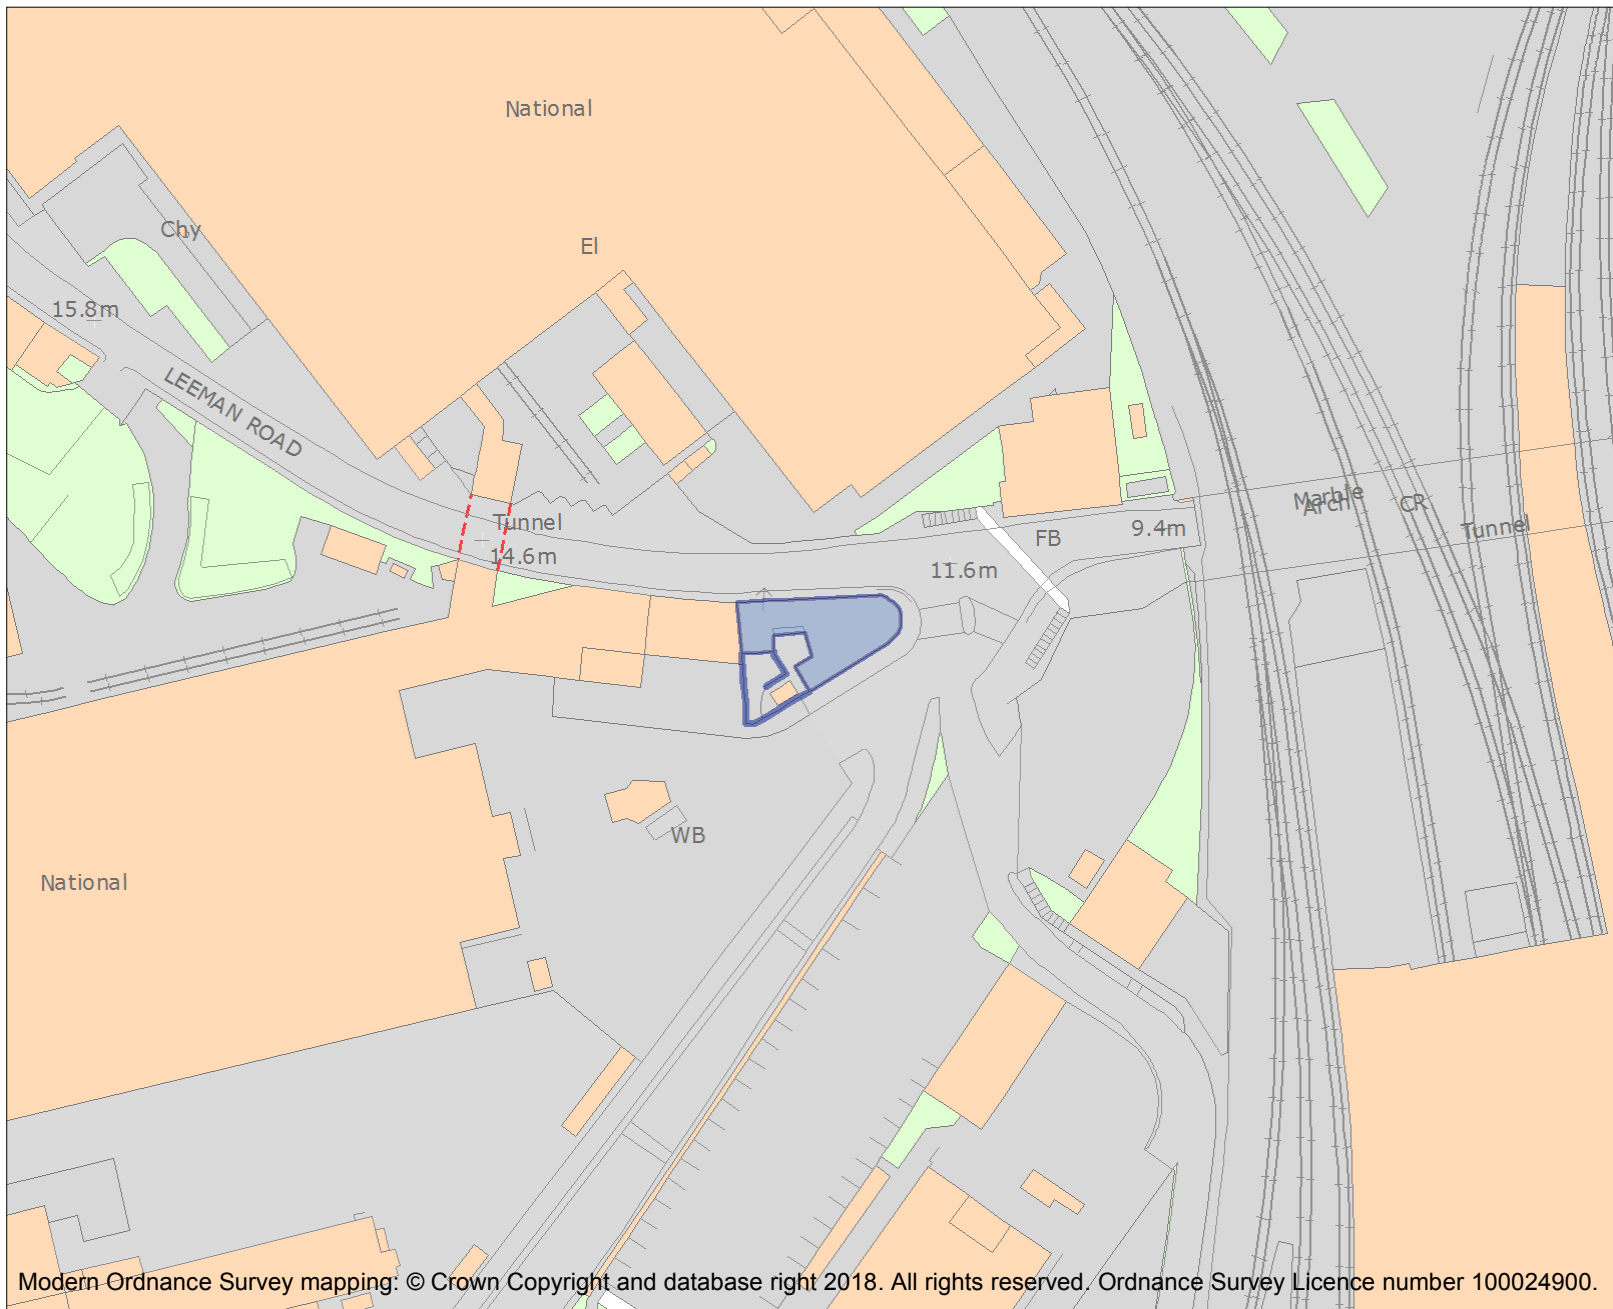 National
Chy
El
15.8m
LEEMAN ROAD
Marble
Arch
CR
Tunnel
Tunnel
9.4m
FB
14.6m
11.6m
WB
National
Modern Ordnance Survey mapping: © Crown Copyright and database right 2018. All rights reserved. Ordnance Survey Licence number 100024900.